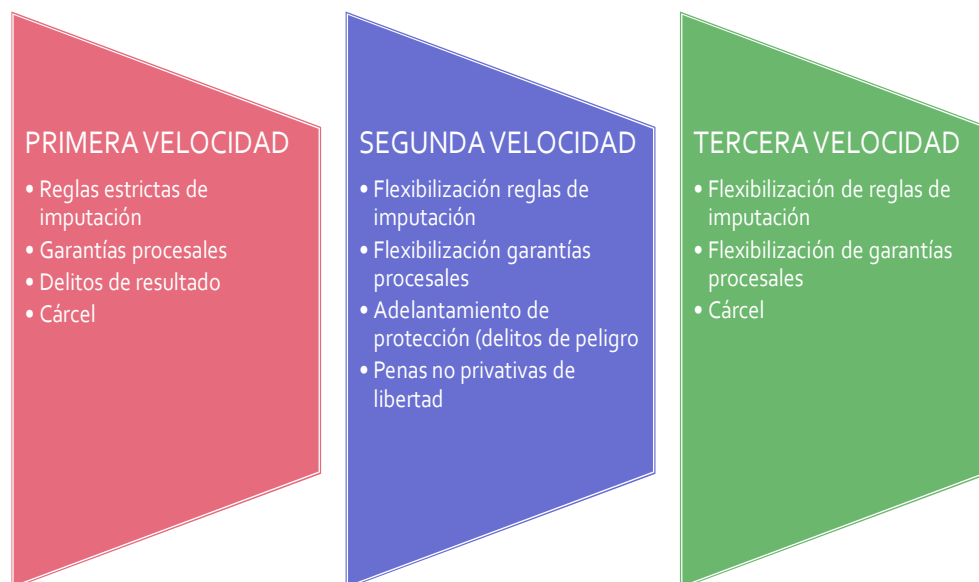 PRIMERA VELOCIDAD
• Reglas estrictas de
imputación
• Garantías procesales
• Delitos de resultado
• Cárcel
SEGUNDA VELOCIDAD
• Flexibilización reglas de
imputación
• Flexibilización garantías
procesales
• Adelantamiento de
protección (delitos de peligro
• Penas no privativas de
libertad
TERCERA VELOCIDAD
• Flexibilización de reglas de
imputación
• Flexibilización de garantías
procesales
• Cárcel